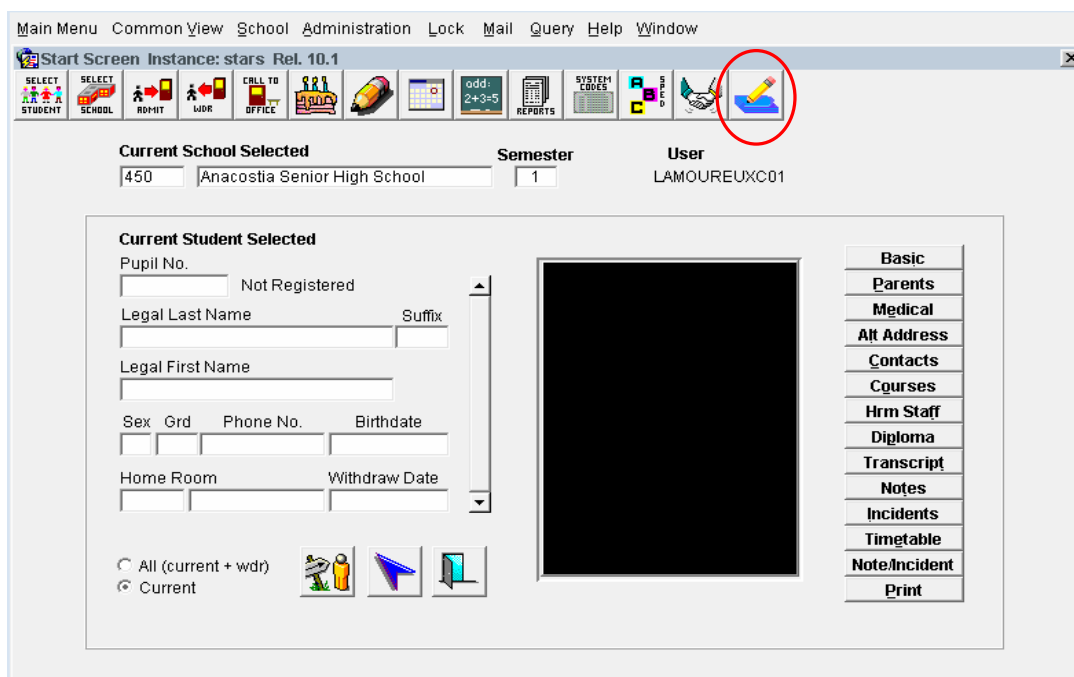 Main Menu Common View School Administration Lock Mail Query Help Window
Start Screen Instance: stars Rel. 10.1
SELECT STUDENT
SELECT SCHOOL
ADMIT
WDR
CALL TO OFFICE
add:
2+3=5
REPORTS
SYSTEM CODES
A B C
SPED
Current School Selected Semester User
450 Anacostia Senior High School 1 LAMOUREUXC01
Current Student Selected
Pupil No.
Not Registered
Legal Last Name Suffix
Legal First Name
Sex Grd Phone No. Birthdate
Home Room Withdraw Date
All (current + wdr)
Current
Basic
Parents
Medical
Alt Address
Contacts
Courses
Hrm Staff
Diploma
Transcript
Notes
Incidents
Timetable
Note/Incident
Print